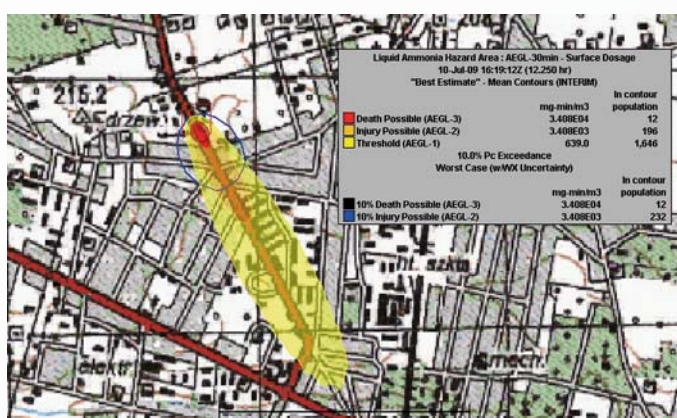 208
215.2
Liquid Ammonia Hazard Area : AEGL-30min - Surface Dosage
10-Jul-09 16:19:12Z (12.250 hr)
"Best Estimate" - Mean Contours (INTERIM)
In contour
mg-min/m3 population
Death Possible (AEGL-3) 3.408E04 12
Injury Possible (AEGL-2) 3.408E03 196
Threshold (AEGL-1) 639.0 1,646
10.0% Pc Exceedance
Worst Case (w/WX Uncertainty)
In contour
mg-min/m3 population
10% Death Possible (AEGL-3) 3.408E04 12
10% Injury Possible (AEGL-2) 3.408E03 232
elektr.